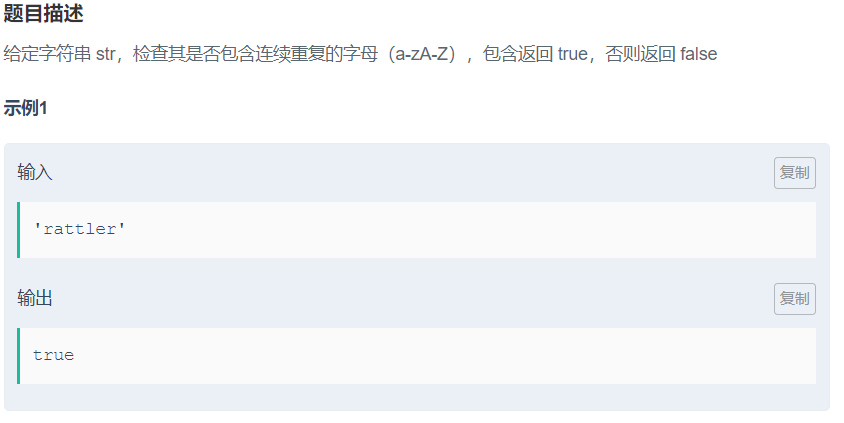 题目描述
给定字符串 str，检查其是否包含连续重复的字母（a-zA-Z），包含返回 true，否则返回 false
示例1
输入
复制
'rattler'
输出
复制
true